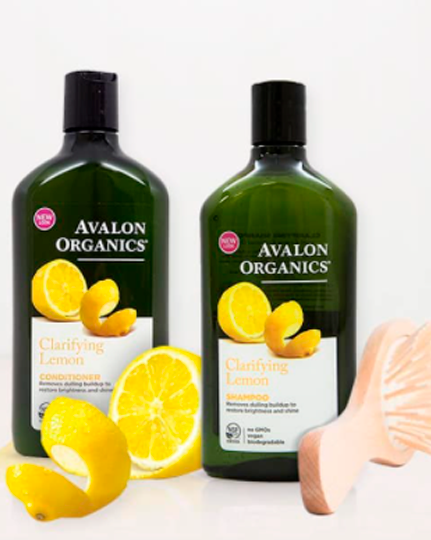 NEW
LOOK
AVALON
ORGANICS®
Clarifying
Lemon
CONDITIONER
Removes dulling buildup to
restore brightness and shine
NEW
LOOK
AVALON
ORGANICS®
Clarifying
Lemon
SHAMPOO
Removes dulling buildup to
restore brightness and shine
no GMOs
vegan
biodegradable